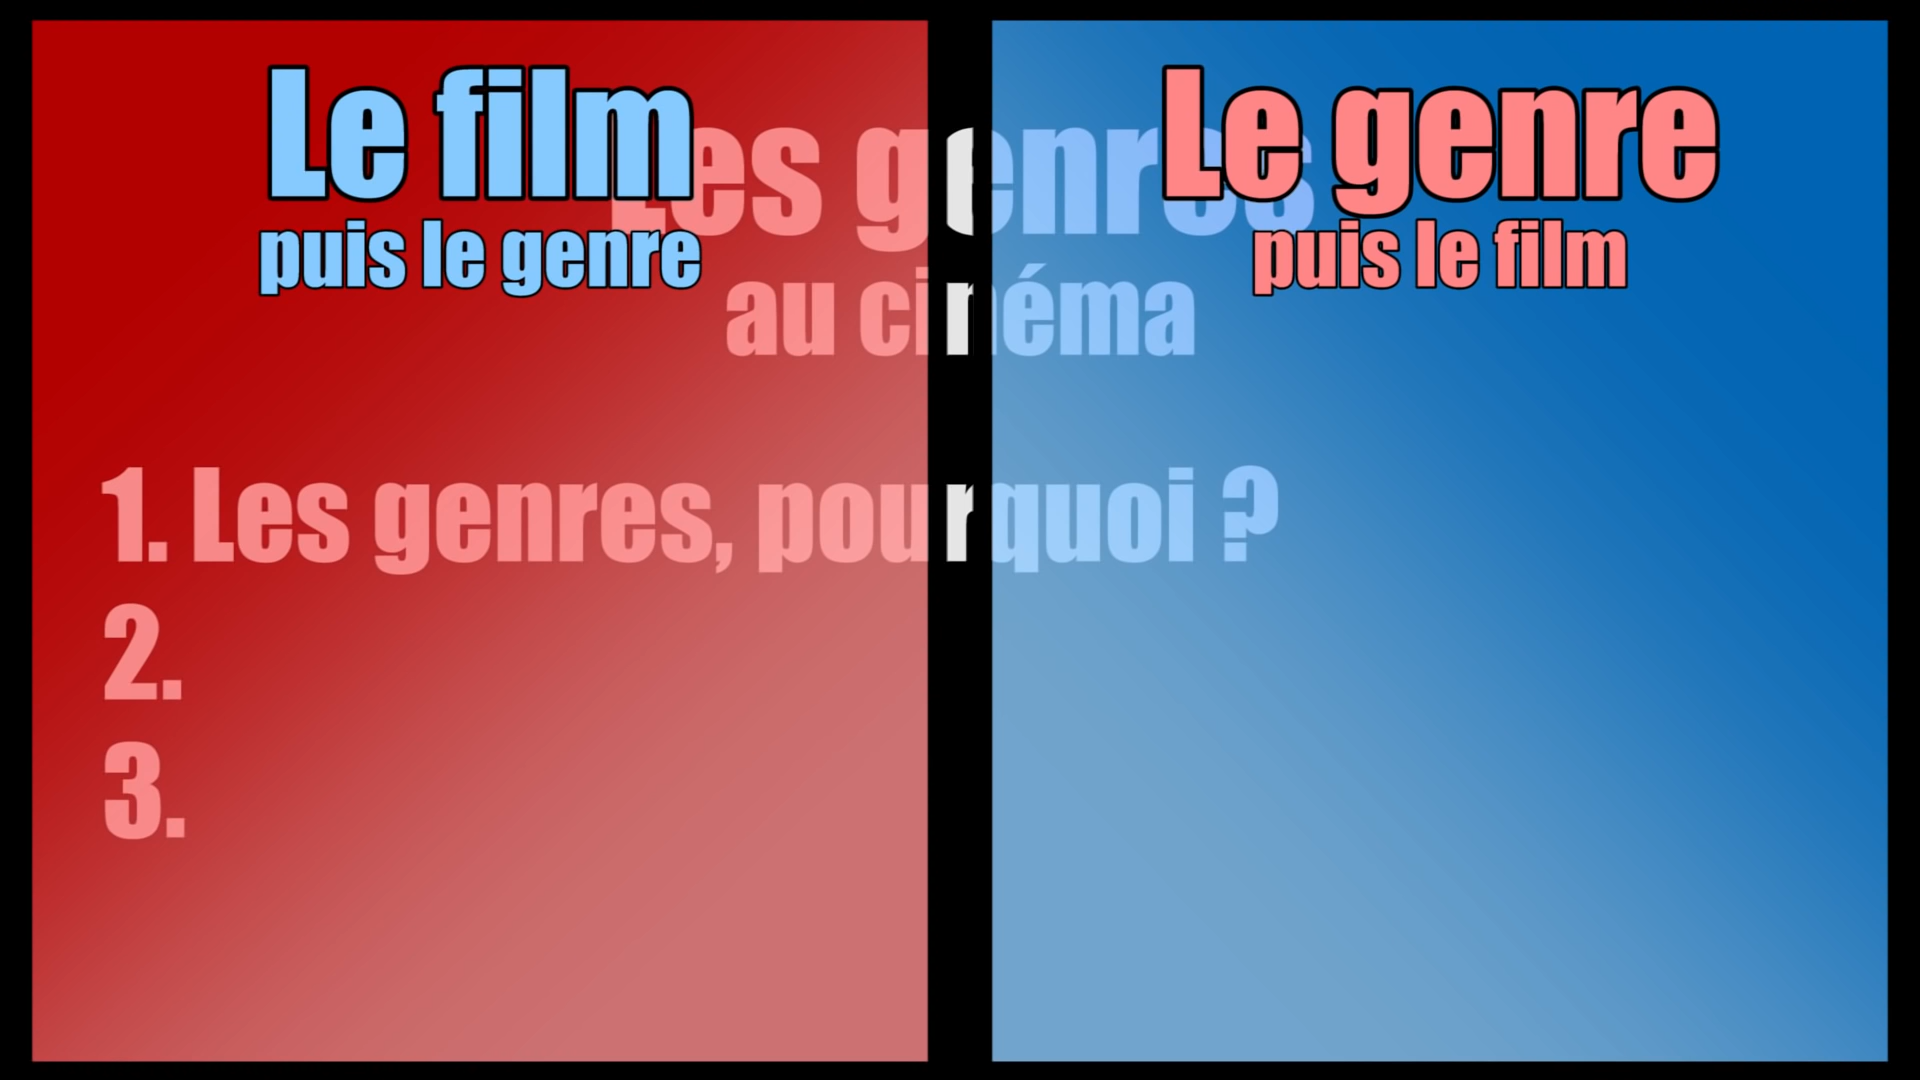 Le film
puis le genre
Le genre
puis le film
Les genres
au cinéma
1. Les genres, pourquoi ?
2.
3.